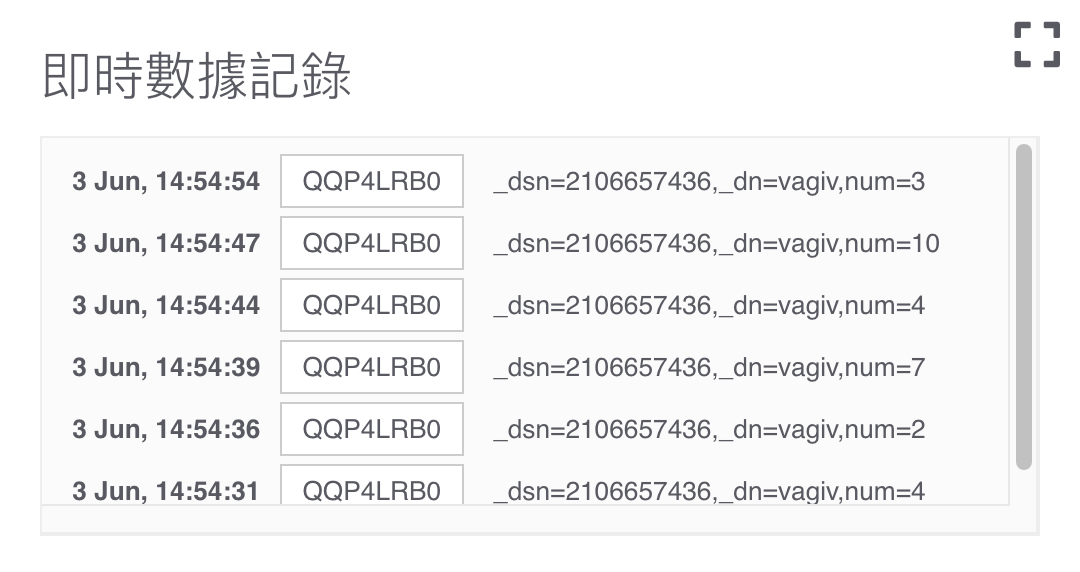 即時數據記錄
3 Jun, 14:54:54 QQP4LRB0 _dsn=2106657436,_dn=vagiv,num=3
3 Jun, 14:54:47 QQP4LRB0 _dsn=2106657436,_dn=vagiv,num=10
3 Jun, 14:54:44 QQP4LRB0 _dsn=2106657436,_dn=vagiv,num=4
3 Jun, 14:54:39 QQP4LRB0 _dsn=2106657436,_dn=vagiv,num=7
3 Jun, 14:54:36 QQP4LRB0 _dsn=2106657436,_dn=vagiv,num=2
3 Jun, 14:54:31 QQP4LRB0 _dsn=2106657436,_dn=vagiv,num=4